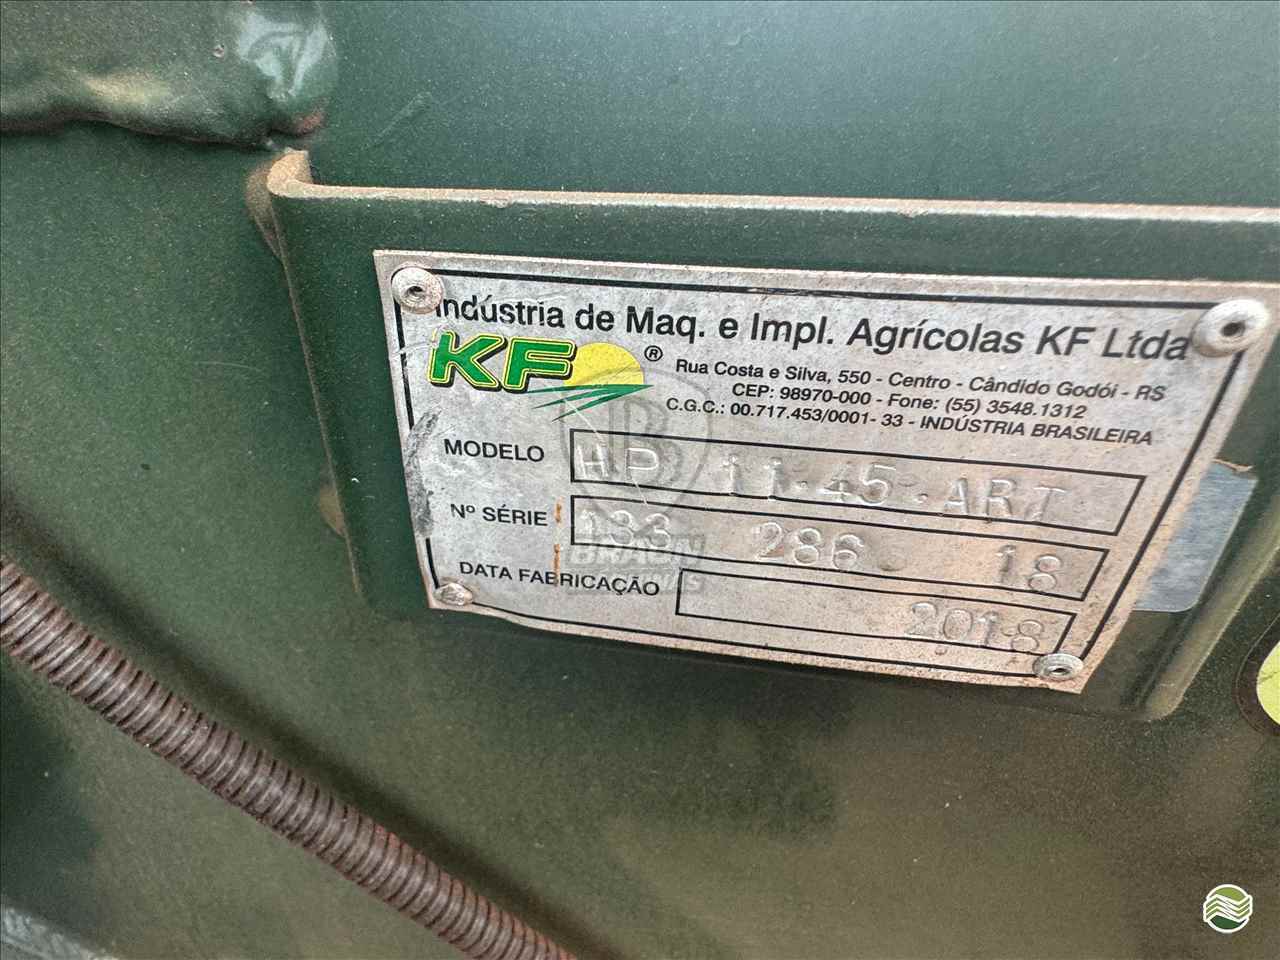 Indústria de Maq. e Impl. Agrícolas KF Ltda
KF ®
Rua Costa e Silva, 550 - Centro - Cândido Godói - RS
CEP: 98970-000 - Fone: (55) 3548.1312
C.G.C.: 00.717.453/0001- 33 - INDÚSTRIA BRASILEIRA
MODELO HP 11.45.ART
Nº SÉRIE 133 286 18
DATA FABRICAÇÃO 2018
B
BRAUN